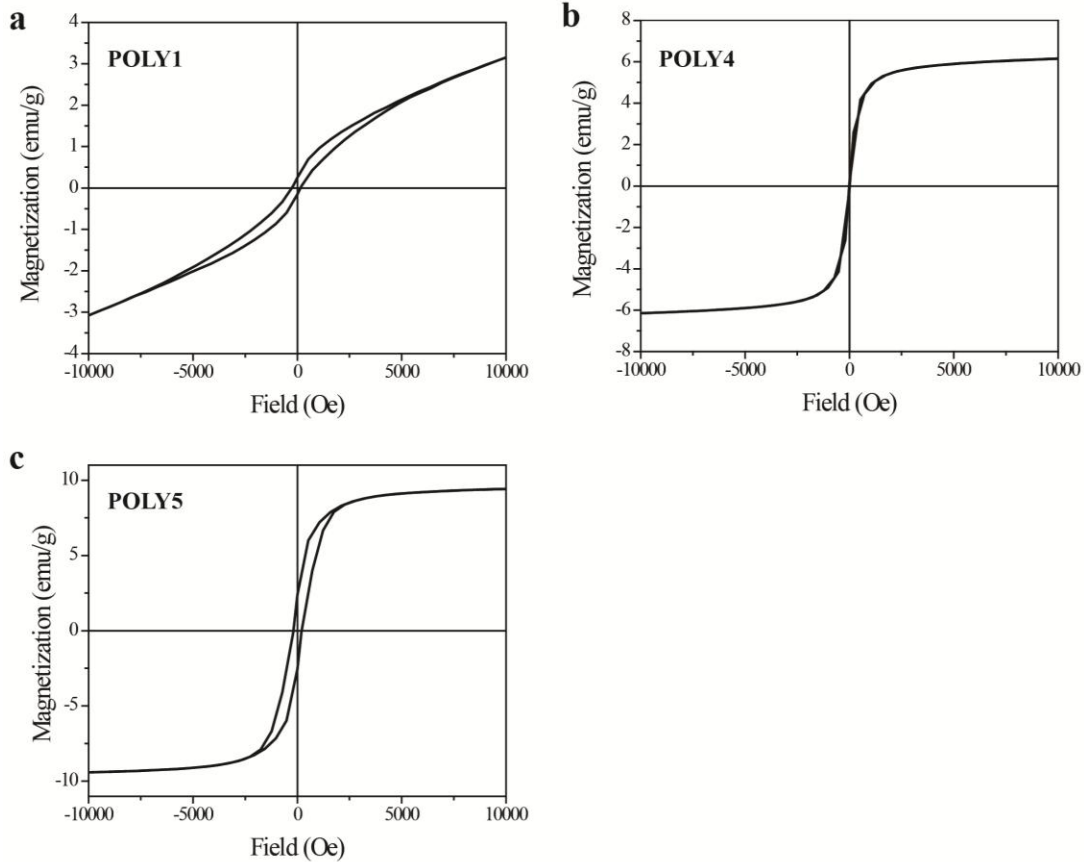 a
POLY1
Magnetization (emu/g)
4
3
2
1
0
-1
-2
-3
-4
-10000 -5000 0 5000 10000
Field (Oe)
b
POLY4
Magnetization (emu/g)
8
6
4
2
0
-2
-4
-6
-8
-10000 -5000 0 5000 10000
Field (Oe)
c
POLY5
Magnetization (emu/g)
10
5
0
-5
-10
-10000 -5000 0 5000 10000
Field (Oe)